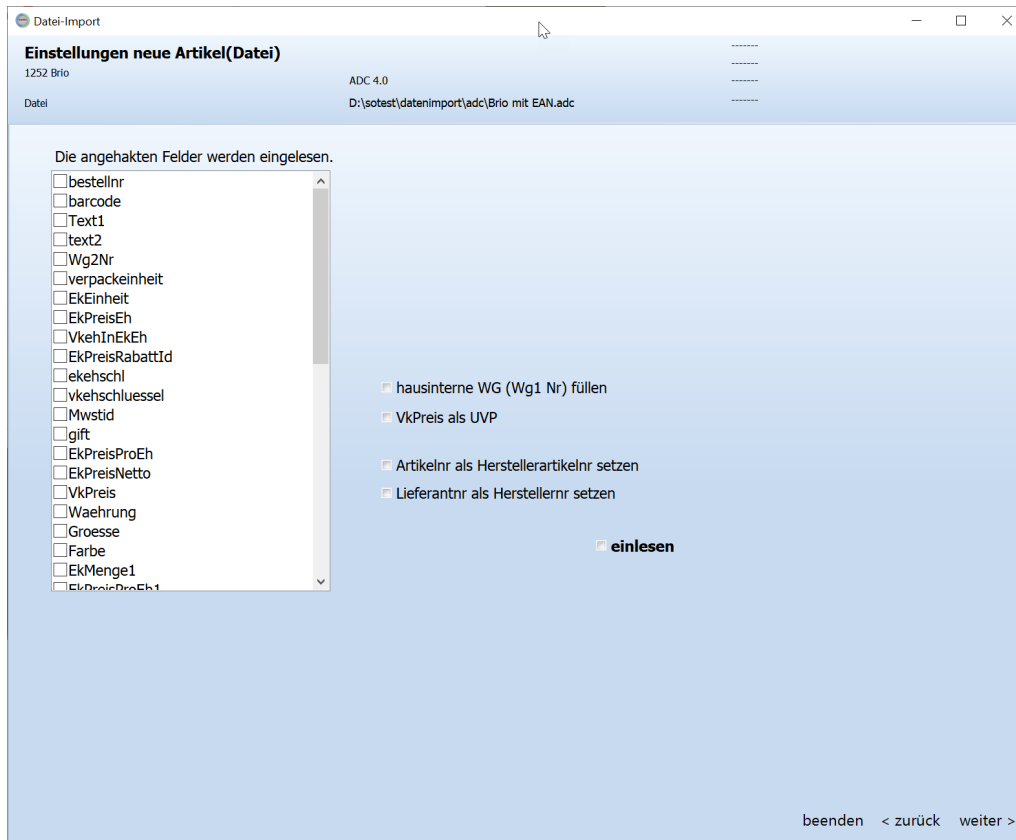 Datei-Import
Einstellungen neue Artikel(Datei)
1252 Brio
ADC 4.0
Datei
D:\sotest\datenimport\adc\Brio mit EAN.adc
-------
-------
-------
-------
Die angehakten Felder werden eingelesen.
bestellnr
barcode
Text1
text2
Wg2Nr
verpackeinheit
EkEinheit
EkPreisEh
VkehInEkEh
EkPreisRabattId
ekehschl
vkehschluessel
Mwstid
gift
EkPreisProEh
EkPreisNetto
VkPreis
Waehrung
Groesse
Farbe
EkMenge1
EkPreisProEh1
hausinterne WG (Wg1 Nr) füllen
VkPreis als UVP
Artikelnr als Herstellerartikelnr setzen
Lieferantnr als Herstellernr setzen
einlesen
beenden < zurück weiter >